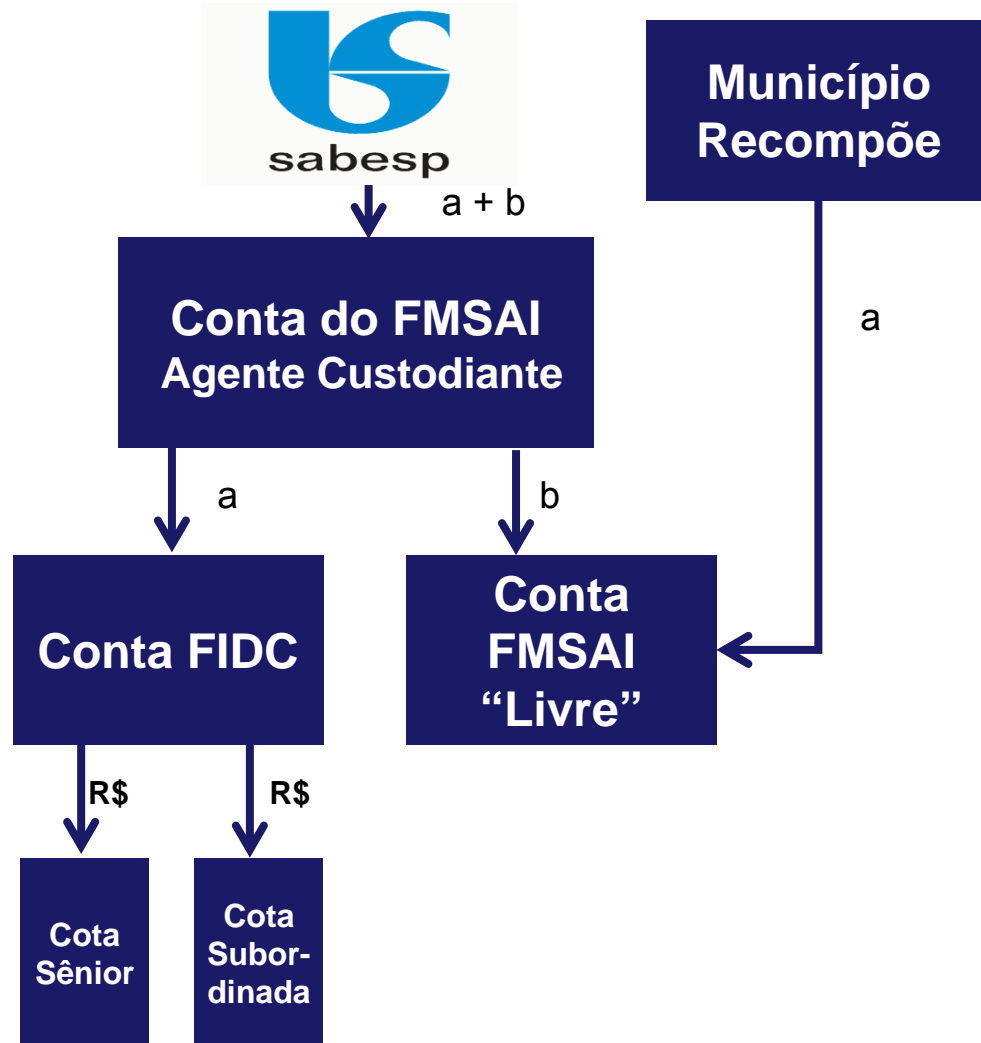 sabesp
Município
Recompõe
a + b
Conta do FMSAI
Agente Custodiante
a
a
b
Conta FIDC
Conta
FMSAI
“Livre”
R$
R$
Cota
Sênior
Cota
Subor-
dinada